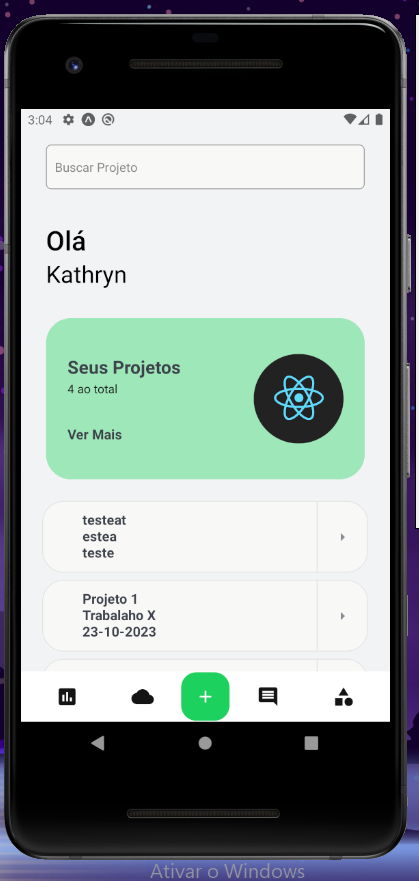 3:04
Buscar Projeto
Olá
Kathryn
Seus Projetos
4 ao total
Ver Mais
testeat
estea
teste
Projeto 1
Trabalaho X
23-10-2023
Ativar o Windows